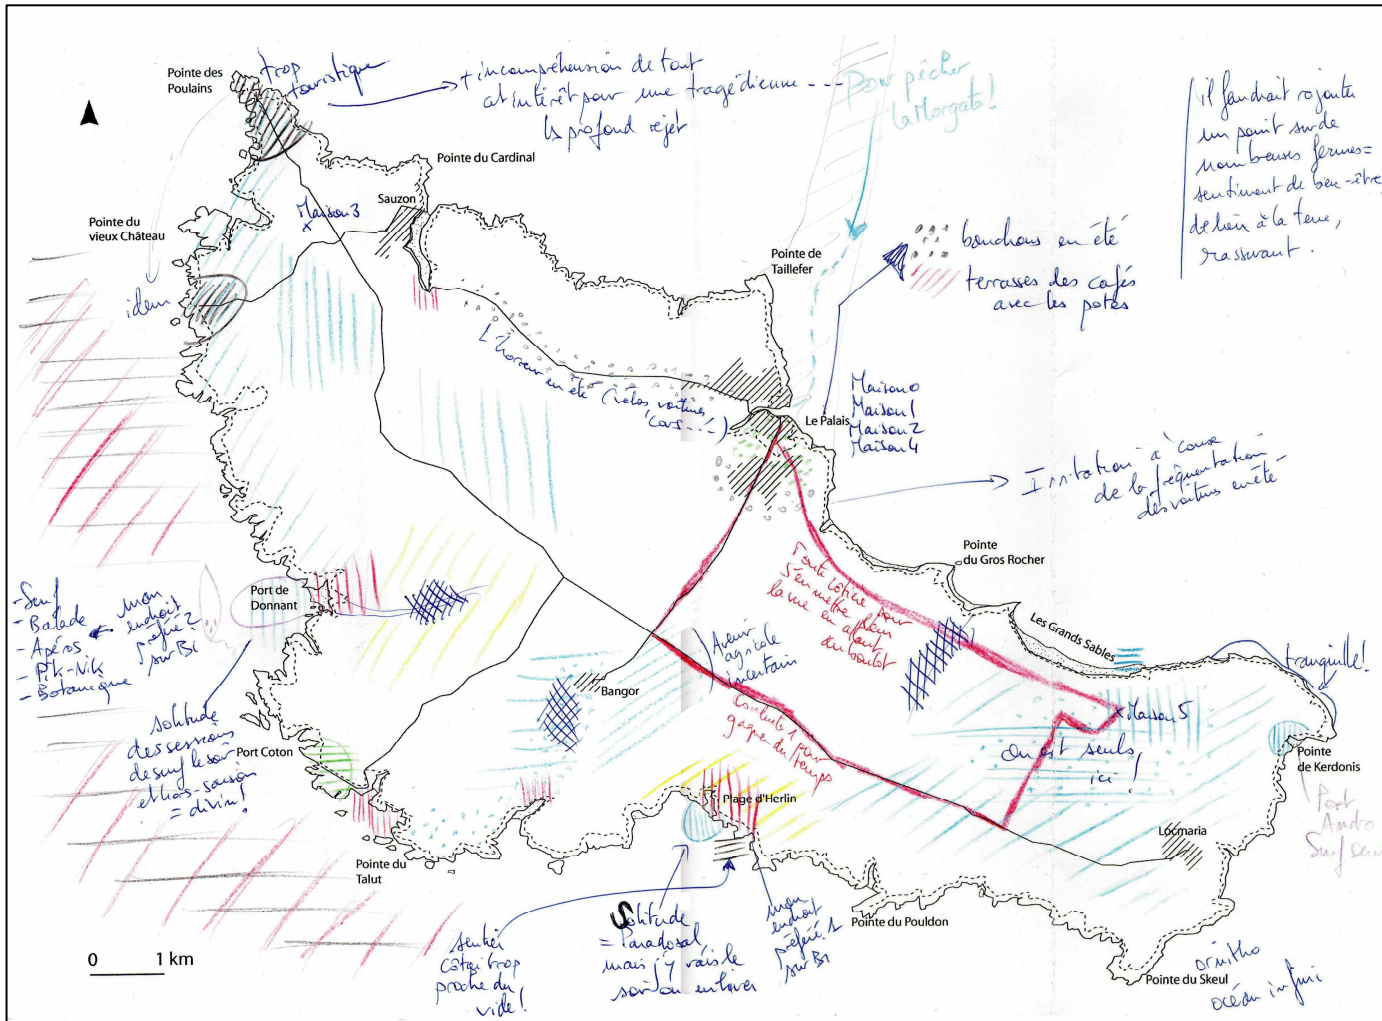 Pointe des
Poulains
trop
touristique
+ incompréhension de tout
cet intérêt pour une tragédienne ---
↳ profond rejet
Pour pêcher
la Morgate!
il faudrait rajouter
un point sur de
nombreuses fermes =
sentiment de bien-être,
de lien à la terre,
rassurant.
Pointe du Cardinal
Sauzon
Maison 3
Pointe du
vieux Château
idem
Pointe de
Taillefer
bouchons en été
terrasses des cafés
avec les potes
L'horreur en été (vélos, voitures,
cars ---)
Le Palais
Maison 0
Maison 1
Maison 2
Maison 4
Irritation à cause
de la fréquentation
des voitures en été
Pointe
du Gros Rocher
Les Grands Sables
tranquille!
Route côtière pour
s'en mettre plein
la vue en allant
au boulot
Port de
Donnant
- Surf
- Balade
- Apéros
- Pik-Nik
- Botanique
mon
endroit
préféré 2
sur BI
solitude
des sessions
de surf le soir
et hors-saison
= divin!
Bangor
Avenir
agricole
incertain
pour
gagner du temps
Maison 5
On est seuls
ici!
Pointe
de Kerdonis
Port
Andro
Surf
Port Coton
Plage d'Herlin
Locmaria
Pointe du
Talut
Pointe du Pouldon
Pointe du Skeul
sentier
côtier trop
proche du
vide!
Solitude
= Paradoxal
mais j'y vais le
soir ou en hiver
mon
endroit
préféré 1
sur BI
ornitho
océan infini
0 1 km